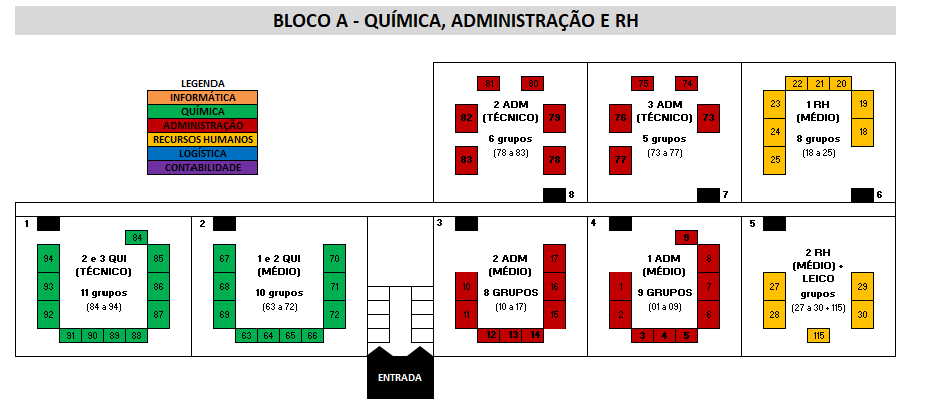 BLOCO A - QUÍMICA, ADMINISTRAÇÃO E RH
LEGENDA
INFORMÁTICA
QUÍMICA
ADMINISTRAÇÃO
RECURSOS HUMANOS
LOGÍSTICA
CONTABILIDADE
81 80
82 79
83 78
2 ADM
(TÉCNICO)
6 grupos
(78 a 83)
8
75 74
76 73
77
3 ADM
(TÉCNICO)
5 grupos
(73 a 77)
7
22 21 20
23 19
24 18
25
1 RH
(MÉDIO)
8 grupos
(18 a 25)
6
1
84
94 85
93 86
92 87
91 90 89 88
2 e 3 QUI
(TÉCNICO)
11 grupos
(84 a 94)
2
67 70
68 71
69 72
63 64 65 66
1 e 2 QUI
(MÉDIO)
10 grupos
(63 a 72)
ENTRADA
3
17
10 16
11 15
12 13 14
2 ADM
(MÉDIO)
8 GRUPOS
(10 a 17)
4
9
8
1 7
2 6
3 4 5
1 ADM
(MÉDIO)
9 GRUPOS
(01 a 09)
5
2 RH
(MÉDIO) +
LEICO
grupos
(27 a 30 + 115)
27 29
28 30
115